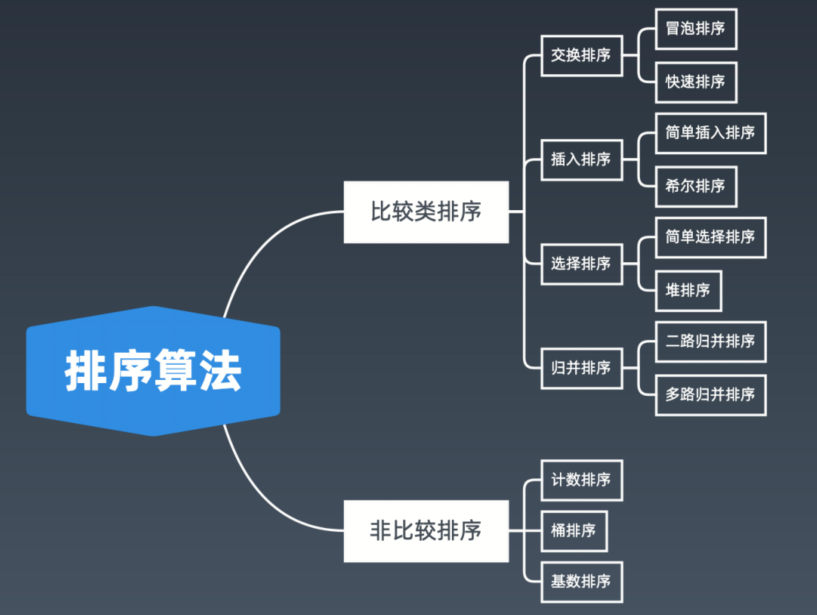 排序算法
比较类排序
交换排序
冒泡排序
快速排序
插入排序
简单插入排序
希尔排序
选择排序
简单选择排序
堆排序
归并排序
二路归并排序
多路归并排序
非比较排序
计数排序
桶排序
基数排序